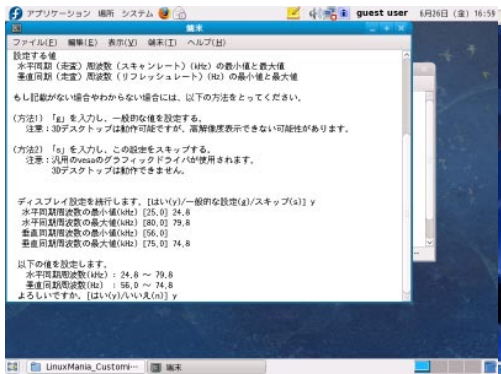 アプリケーション 場所 システム guest user 6月26日 (金) 16:59
端末
ファイル(F) 編集(E) 表示(V) 端末(T) ヘルプ(H)
設定する値
水平同期（走査）周波数（スキャンレート）(kHz) の最小値と最大値
垂直同期（走査）周波数（リフレッシュレート）(Hz) の最小値と最大値
もし記載がない場合やわからない場合には、以下の方法をとってください。
(方法1) 「g」を入力し、一般的な値を設定する。
注意：3Dデスクトップは動作可能ですが、高解像度表示できない可能性があります。
(方法2) 「s」を入力し、この設定をスキップする。
注意：汎用のvesaのグラフィックドライバが使用されます。
3Dデスクトップは動作できません。
ディスプレイ設定を続行します。[はい(y)/一般的な設定(g)/スキップ(s)] y
水平同期周波数の最小値(kHz) [25.0] 24.8
水平同期周波数の最大値(kHz) [80.0] 79.8
垂直同期周波数の最小値(kHz) [56.0]
垂直同期周波数の最大値(kHz) [75.0] 74.8
以下の値を設定します。
水平同期周波数(kHz) : 24.8 ～ 79.8
垂直同期周波数(Hz) : 56.0 ～ 74.8
よろしいですか。[はい(y)/いいえ(n)] y
LinuxMania_Customi… 端末